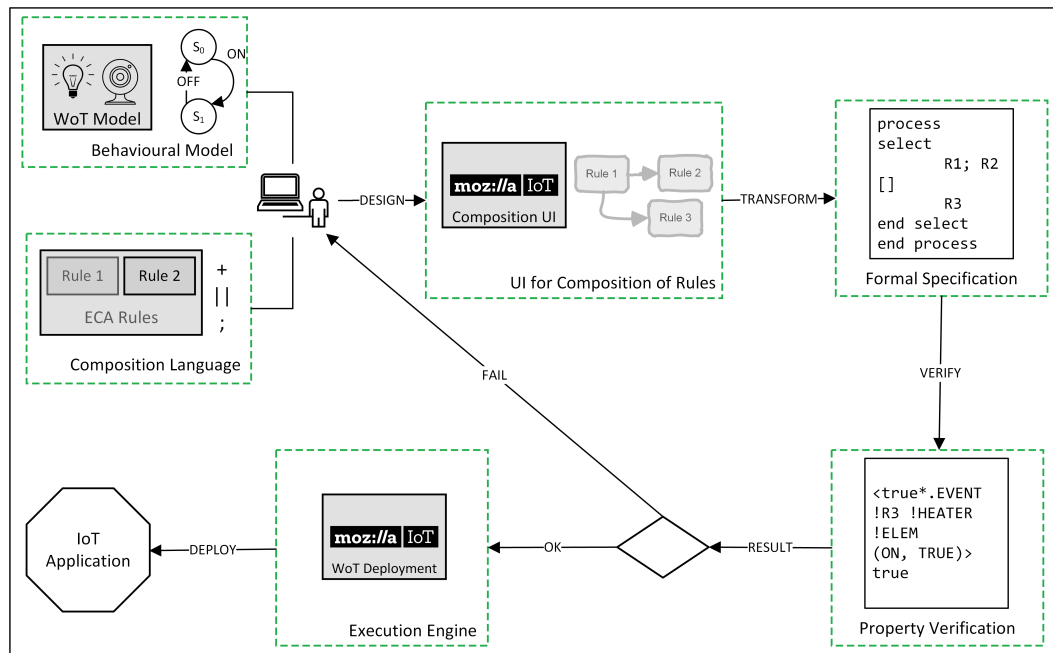 S0
ON
OFF
S1
WoT Model
Behavioural Model
Rule 1
Rule 2
ECA Rules
+
||
;
Composition Language
DESIGN
moz://a IoT
Composition UI
Rule 1
Rule 2
Rule 3
UI for Composition of Rules
TRANSFORM
process
select
R1; R2
[]
R3
end select
end process
Formal Specification
VERIFY
<true*.EVENT
!R3 !HEATER
!ELEM
(ON, TRUE)>
true
Property Verification
RESULT
FAIL
OK
moz://a IoT
WoT Deployment
Execution Engine
DEPLOY
IoT
Application